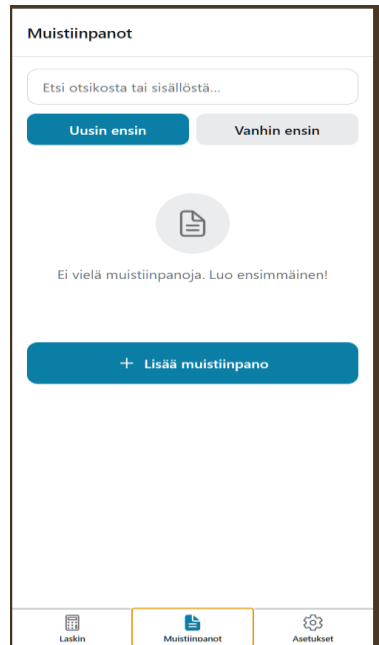 Muistiinpanot
Etsi otsikosta tai sisällöstä...
Uusin ensin
Vanhin ensin
Ei vielä muistiinpanoja. Luo ensimmäinen!
+ Lisää muistiinpano
Laskin
Muistiinpanot
Asetukset